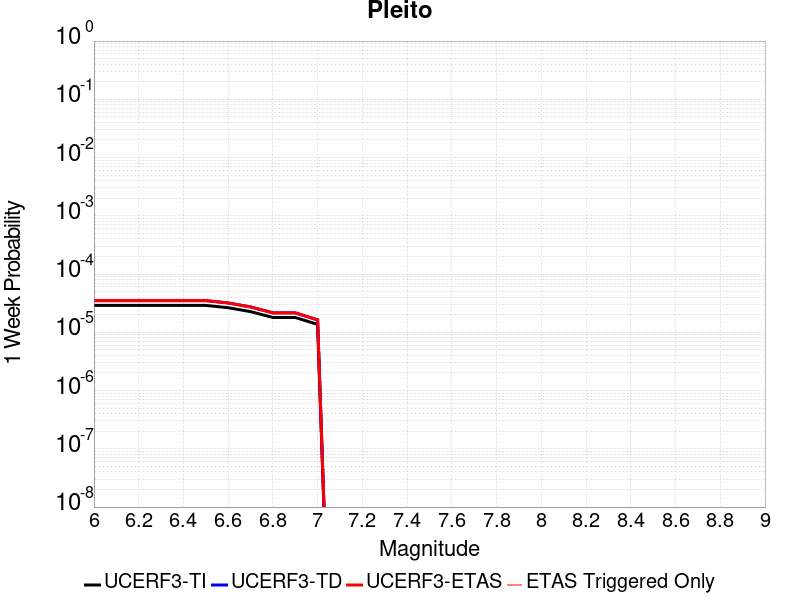 Pleito
10^0
10^-1
10^-2
10^-3
10^-4
10^-5
10^-6
10^-7
10^-8
1 Week Probability
6 6.2 6.4 6.6 6.8 7 7.2 7.4 7.6 7.8 8 8.2 8.4 8.6 8.8 9
Magnitude
UCERF3-TI UCERF3-TD UCERF3-ETAS ETAS Triggered Only